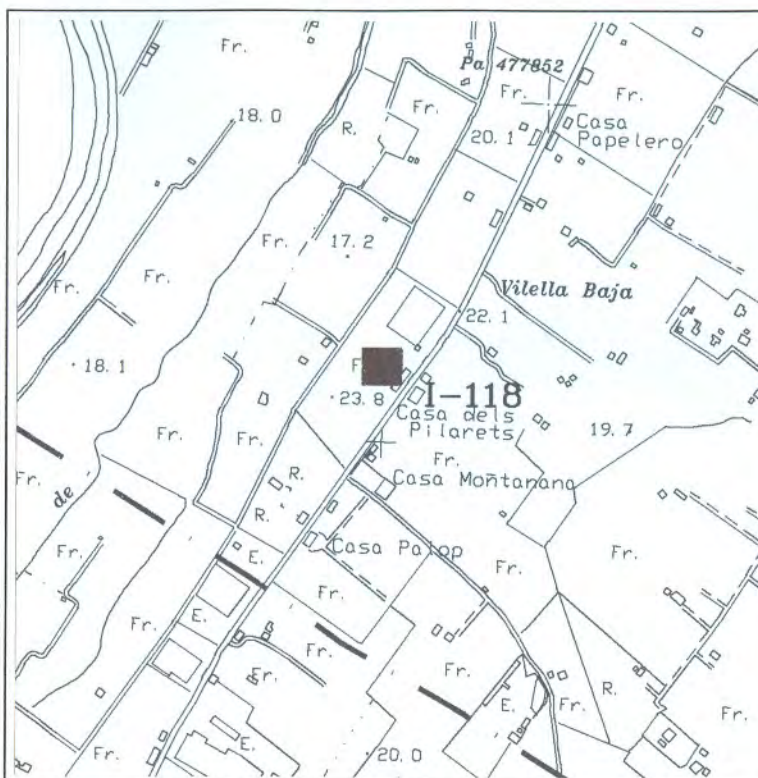 Fr.
Pa 477852
Fr.
Fr.
18.0
R.
Fr.
20.1
Casa
Papelero
Fr.
17.2
Fr.
Fr.
Vilella Baja
22.1
18.1
F
I-118
23.8
Casa dels
Pilarets
19.7
Fr.
Fr.
Fr.
R.
Casa Montanana
Fr.
de
R.
Fr.
Fr.
E.
Casa Palop
Fr.
Fr.
Fr.
E.
Fr.
Fr.
Fr.
E.
Fr.
R.
Fr.
E.
20.0